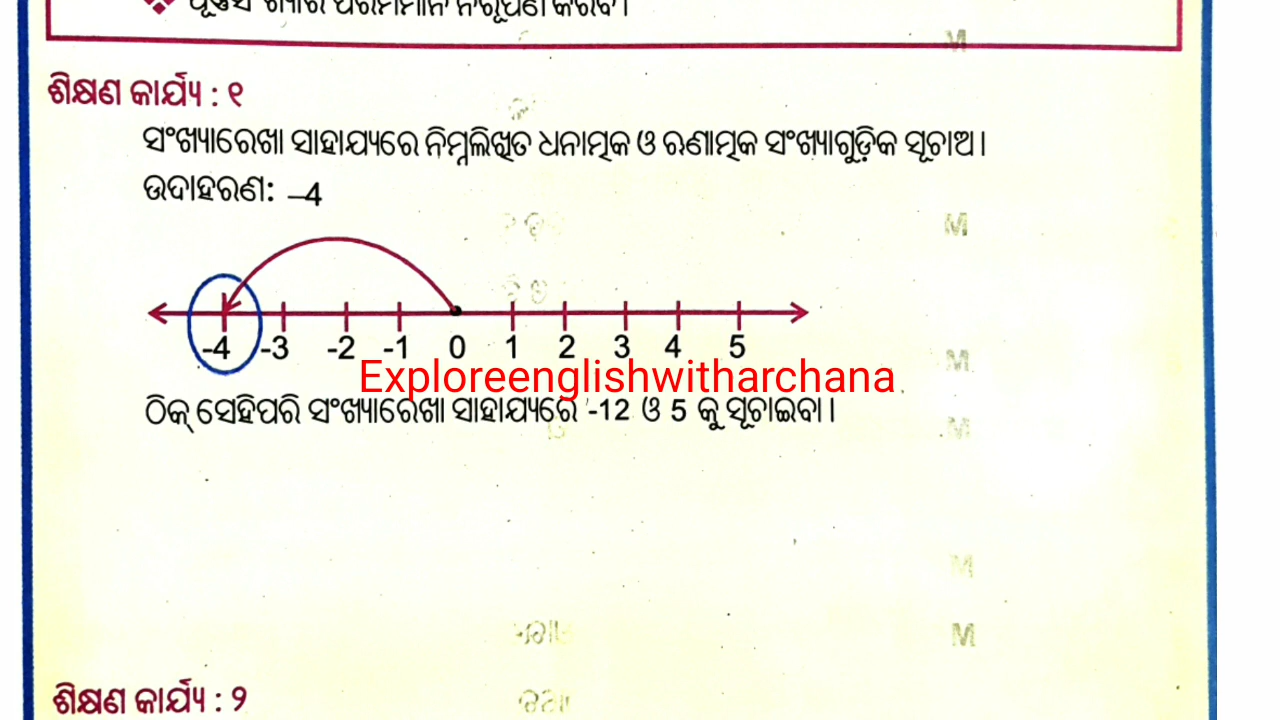 ଶିକ୍ଷଣ କାର୍ଯ୍ୟ : ୧
ସଂଖ୍ୟାରେଖା ସାହାଯ୍ୟରେ ନିମ୍ନଲିଖିତ ଧନାତ୍ମକ ଓ ଋଣାତ୍ମକ ସଂଖ୍ୟାଗୁଡ଼ିକ ସୂଚାଅ ।
ଉଦାହରଣ: –4
-4 -3 -2 -1 0 1 2 3 4 5
Exploreenglishwitharchana
ଠିକ୍ ସେହିପରି ସଂଖ୍ୟାରେଖା ସାହାଯ୍ୟରେ -12 ଓ 5 କୁ ସୂଚାଇବା ।
ଶିକ୍ଷଣ କାର୍ଯ୍ୟ : ୨